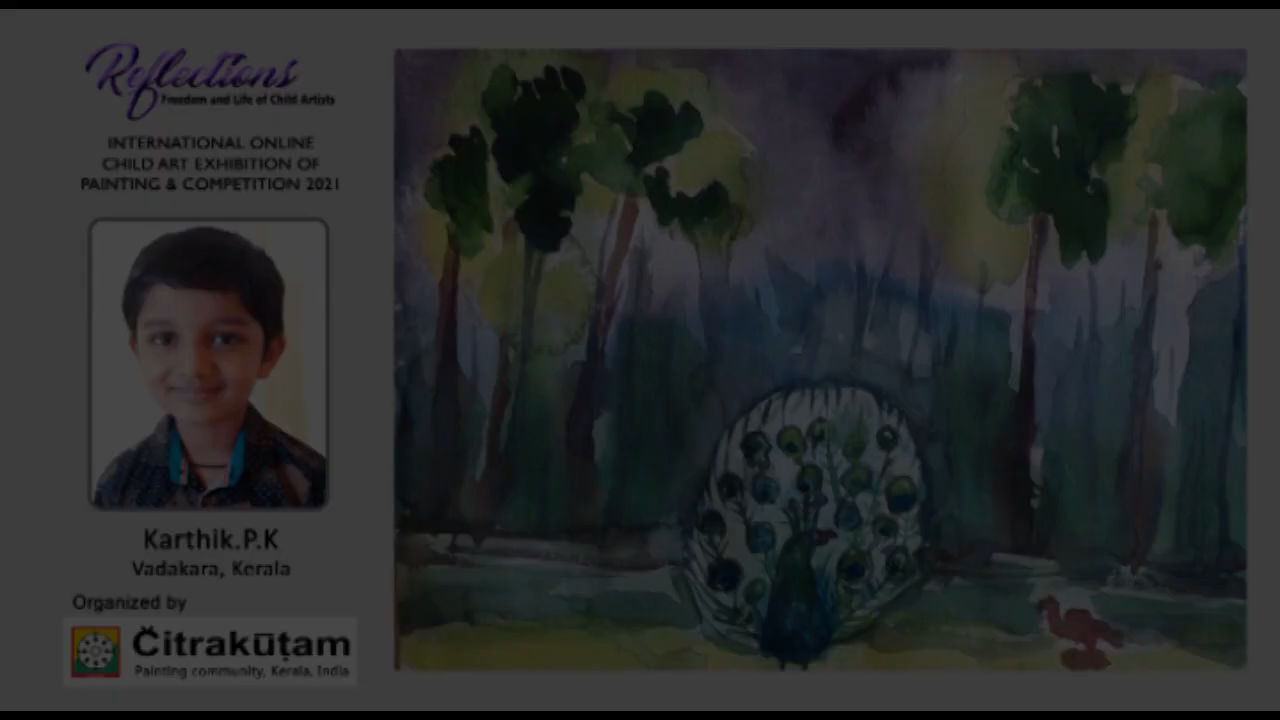 Reflections
Freedom and Life of Child Artists
INTERNATIONAL ONLINE
CHILD ART EXHIBITION OF
PAINTING & COMPETITION 2021
Karthik.P.K
Vadakara, Kerala
Organized by
Čitrakūṭam
Painting community, Kerala, India